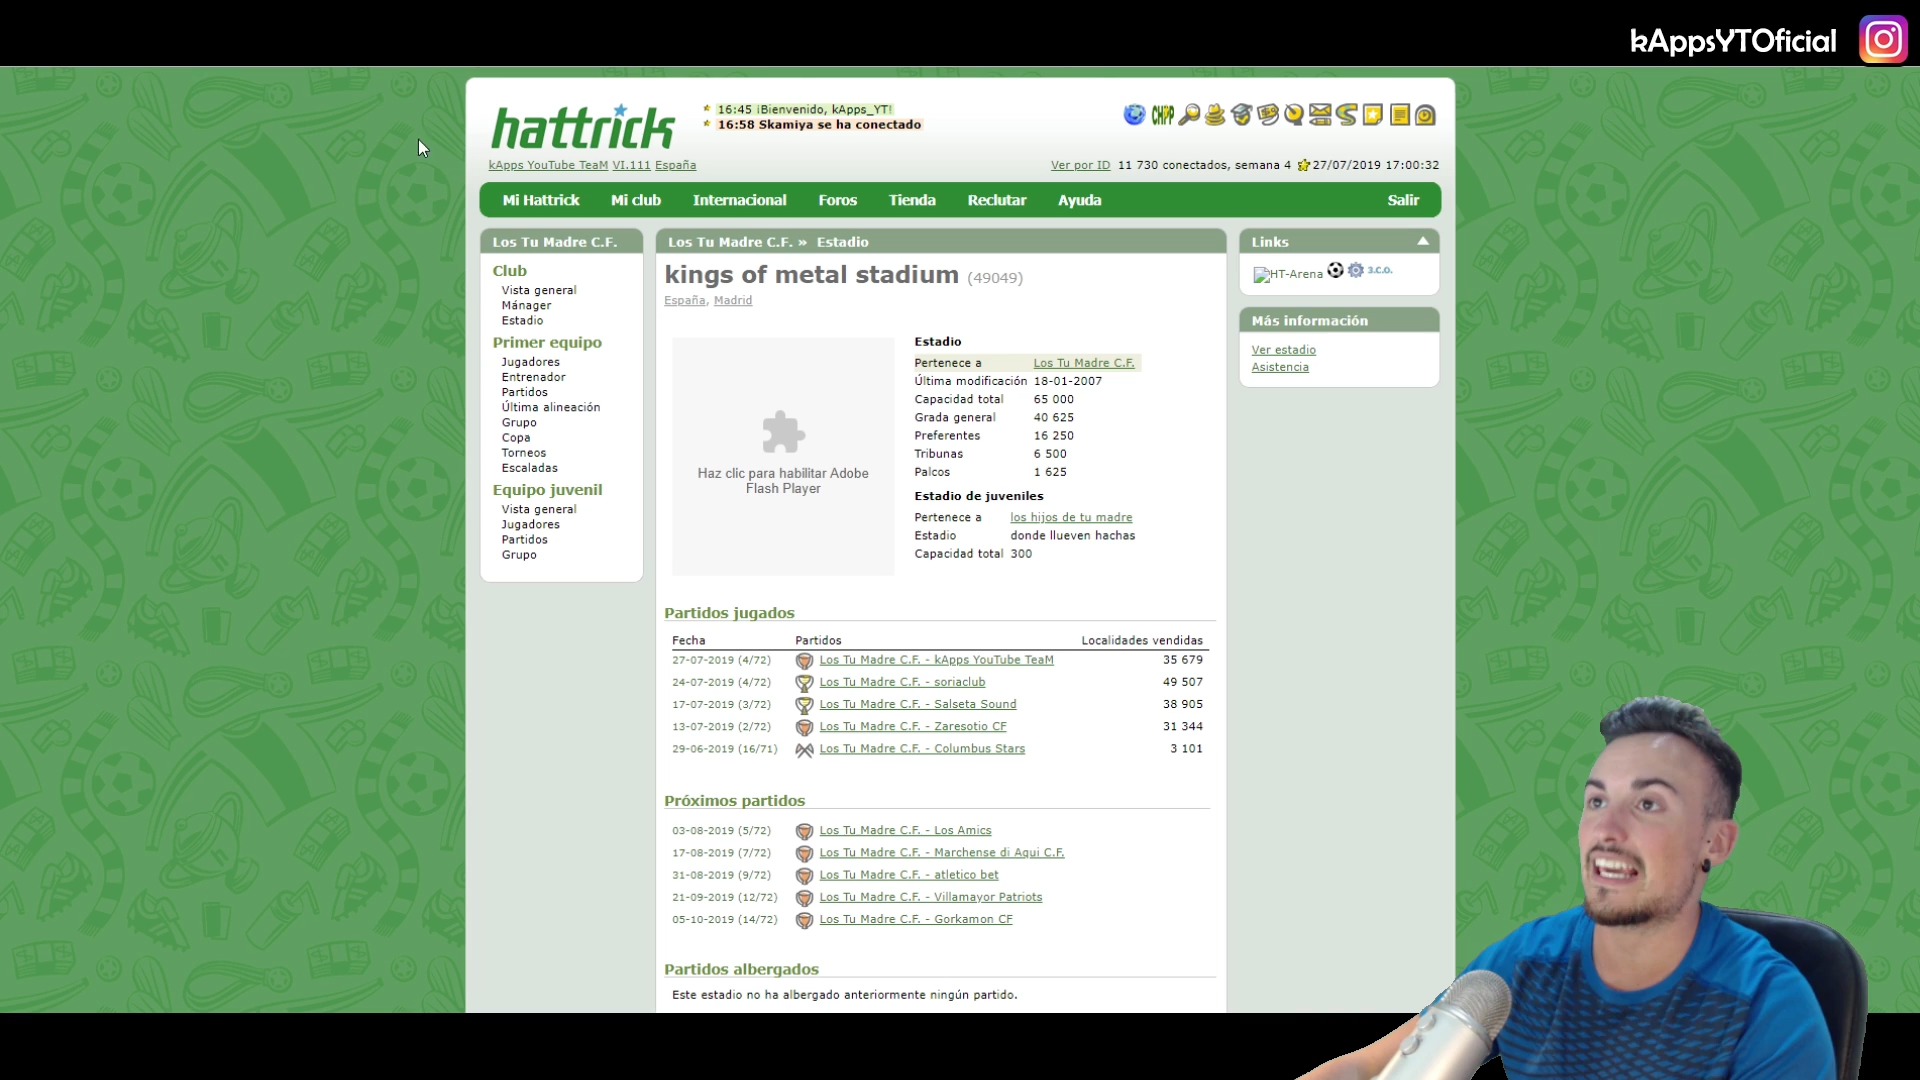 kAppsYTOficial
hattrick
16:45 ¡Bienvenido, kApps_YT!
16:58 Skamiya se ha conectado
CHPP
kApps YouTube TeaM VI.111 España
Ver por ID 11 730 conectados, semana 4 27/07/2019 17:00:32
Mi Hattrick Mi club Internacional Foros Tienda Reclutar Ayuda Salir
Los Tu Madre C.F.
Club
Vista general
Mánager
Estadio
Primer equipo
Jugadores
Entrenador
Partidos
Última alineación
Grupo
Copa
Torneos
Escaladas
Equipo juvenil
Vista general
Jugadores
Partidos
Grupo
Los Tu Madre C.F. » Estadio
kings of metal stadium (49049)
España, Madrid
Haz clic para habilitar Adobe
Flash Player
Estadio
Pertenece a Los Tu Madre C.F.
Última modificación 18-01-2007
Capacidad total 65 000
Grada general 40 625
Preferentes 16 250
Tribunas 6 500
Palcos 1 625
Estadio de juveniles
Pertenece a los hijos de tu madre
Estadio donde llueven hachas
Capacidad total 300
Partidos jugados
Fecha Partidos Localidades vendidas
27-07-2019 (4/72) Los Tu Madre C.F. - kApps YouTube TeaM 35 679
24-07-2019 (4/72) Los Tu Madre C.F. - soriaclub 49 507
17-07-2019 (3/72) Los Tu Madre C.F. - Salseta Sound 38 905
13-07-2019 (2/72) Los Tu Madre C.F. - Zaresotio CF 31 344
29-06-2019 (16/71) Los Tu Madre C.F. - Columbus Stars 3 101
Próximos partidos
03-08-2019 (5/72) Los Tu Madre C.F. - Los Amics
17-08-2019 (7/72) Los Tu Madre C.F. - Marchense di Aqui C.F.
31-08-2019 (9/72) Los Tu Madre C.F. - atletico bet
21-09-2019 (12/72) Los Tu Madre C.F. - Villamayor Patriots
05-10-2019 (14/72) Los Tu Madre C.F. - Gorkamon CF
Partidos albergados
Este estadio no ha albergado anteriormente ningún partido.
Links
HT-Arena 3.C.O.
Más información
Ver estadio
Asistencia